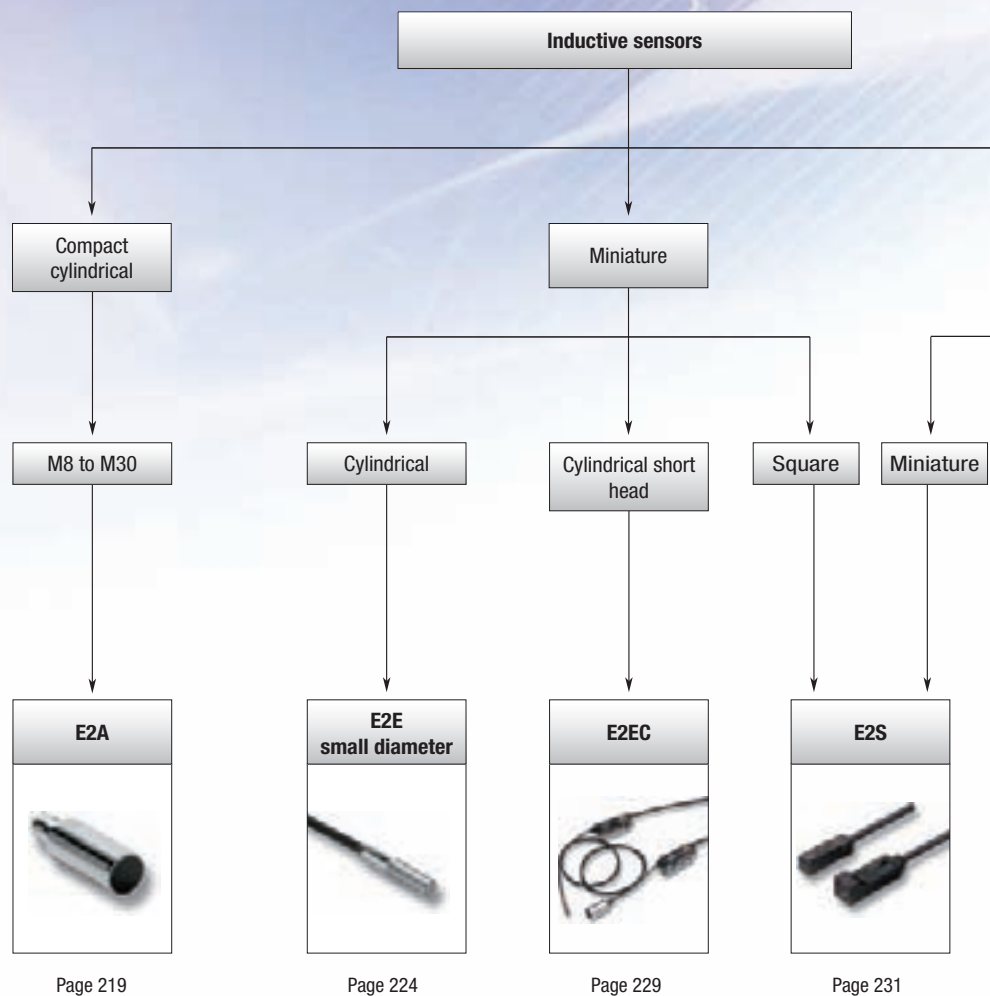 Inductive sensors
Compact
cylindrical
Miniature
M8 to M30
Cylindrical
Cylindrical short
head
Square
Miniature
E2A
E2E
small diameter
E2EC
E2S
Page 219
Page 224
Page 229
Page 231